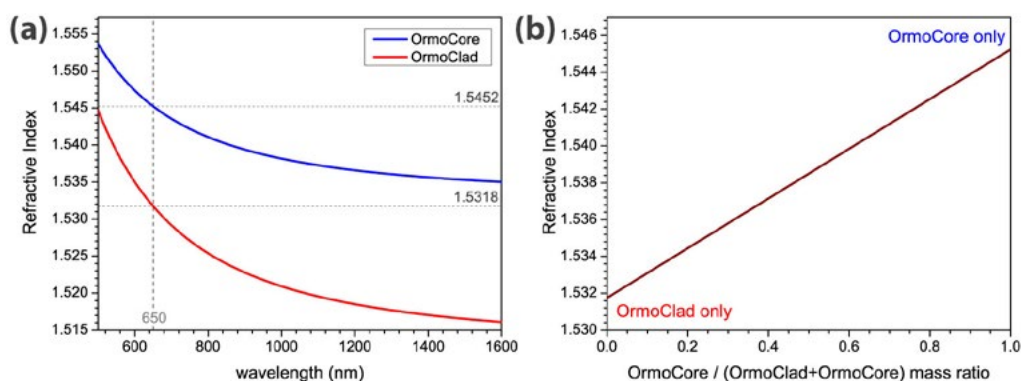 (a)
Refractive Index
1.555
1.550
1.545
1.540
1.535
1.530
1.525
1.520
1.515
OrmoCore
OrmoClad
1.5452
1.5318
650
600 800 1000 1200 1400 1600
wavelength (nm)
(b)
Refractive Index
1.546
1.544
1.542
1.540
1.538
1.536
1.534
1.532
1.530
OrmoCore only
OrmoClad only
0.0 0.2 0.4 0.6 0.8 1.0
OrmoCore / (OrmoClad+OrmoCore) mass ratio